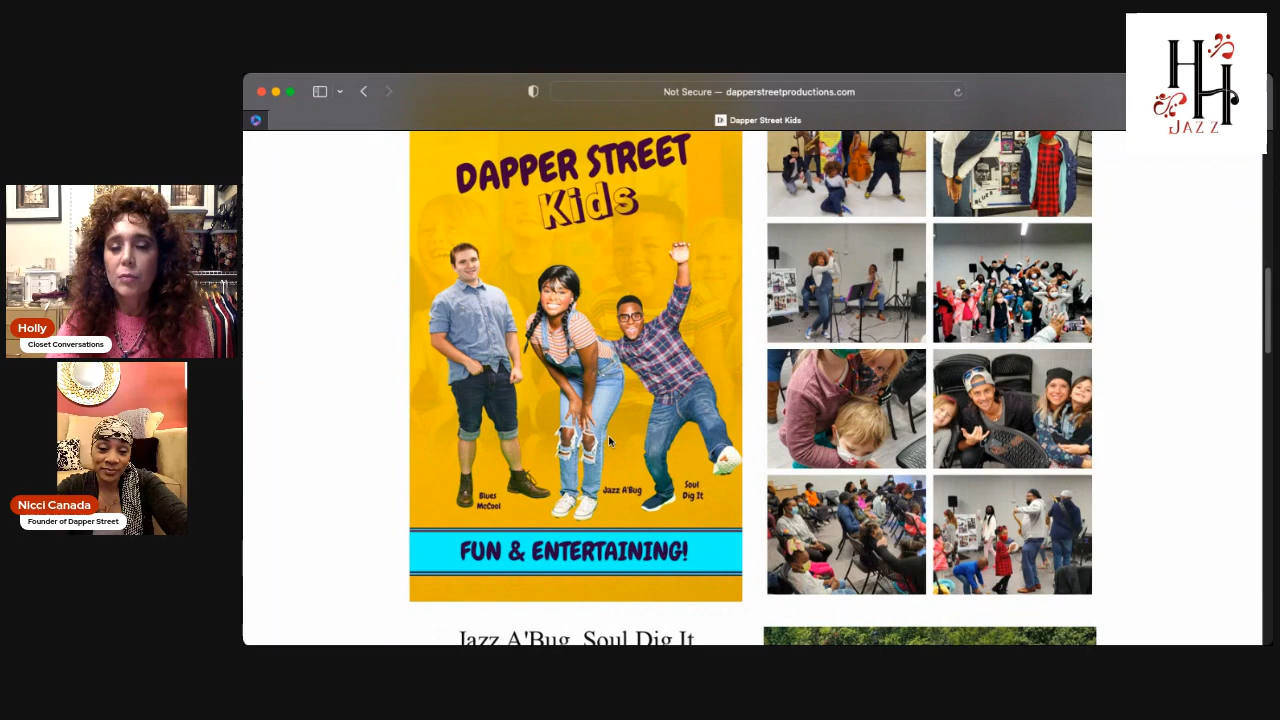 HH
JAZZ
Not Secure — dapperstreetproductions.com
Dapper Street Kids
DAPPER STREET
Kids
Blues
McCool
Jazz A'Bug
Soul
Dig It
FUN & ENTERTAINING!
Jazz A'Bug, Soul Dig It
BLUES
Holly
Closet Conversations
Nicci Canada
Founder of Dapper Street